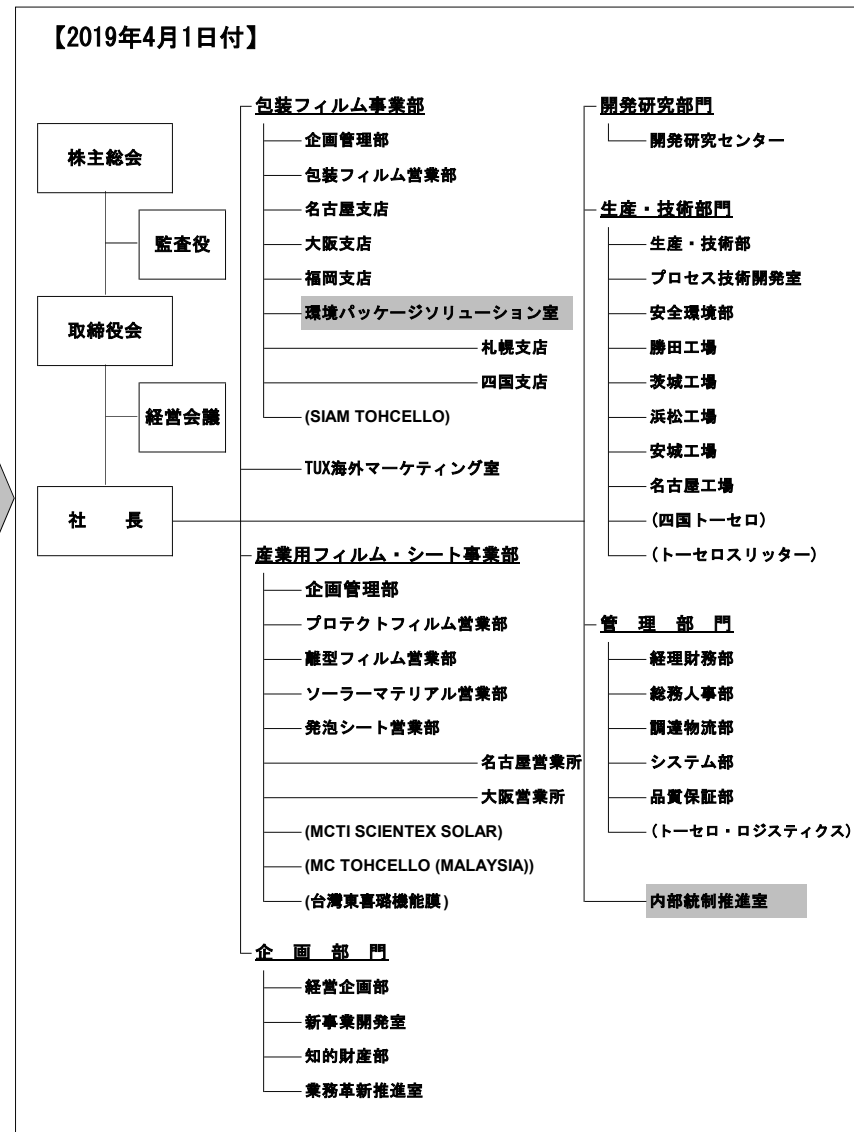 【2019年4月1日付】
株主総会
監査役
取締役会
経営会議
社　　長
包装フィルム事業部
企画管理部
包装フィルム営業部
名古屋支店
大阪支店
福岡支店
環境パッケージソリューション室
札幌支店
四国支店
(SIAM TOHCELLO)
TUX海外マーケティング室
産業用フィルム・シート事業部
企画管理部
プロテクトフィルム営業部
離型フィルム営業部
ソーラーマテリアル営業部
発泡シート営業部
名古屋営業所
大阪営業所
(MCTI SCIENTEX SOLAR)
(MC TOHCELLO (MALAYSIA))
(台灣東喜璐機能膜)
企　画　部　門
経営企画部
新事業開発室
知的財産部
業務革新推進室
開発研究部門
開発研究センター
生産・技術部門
生産・技術部
プロセス技術開発室
安全環境部
勝田工場
茨城工場
浜松工場
安城工場
名古屋工場
(四国トーセロ)
(トーセロスリッター)
管　理　部　門
経理財務部
総務人事部
調達物流部
システム部
品質保証部
(トーセロ・ロジスティクス)
内部統制推進室